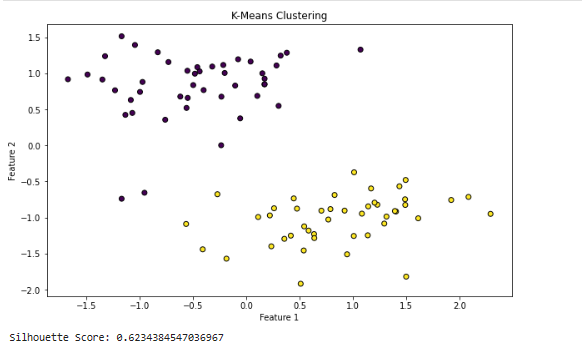 K-Means Clustering
1.5
1.0
0.5
0.0
−0.5
−1.0
−1.5
−2.0
Feature 2
−1.5 −1.0 −0.5 0.0 0.5 1.0 1.5 2.0
Feature 1
Silhouette Score: 0.6234384547036967